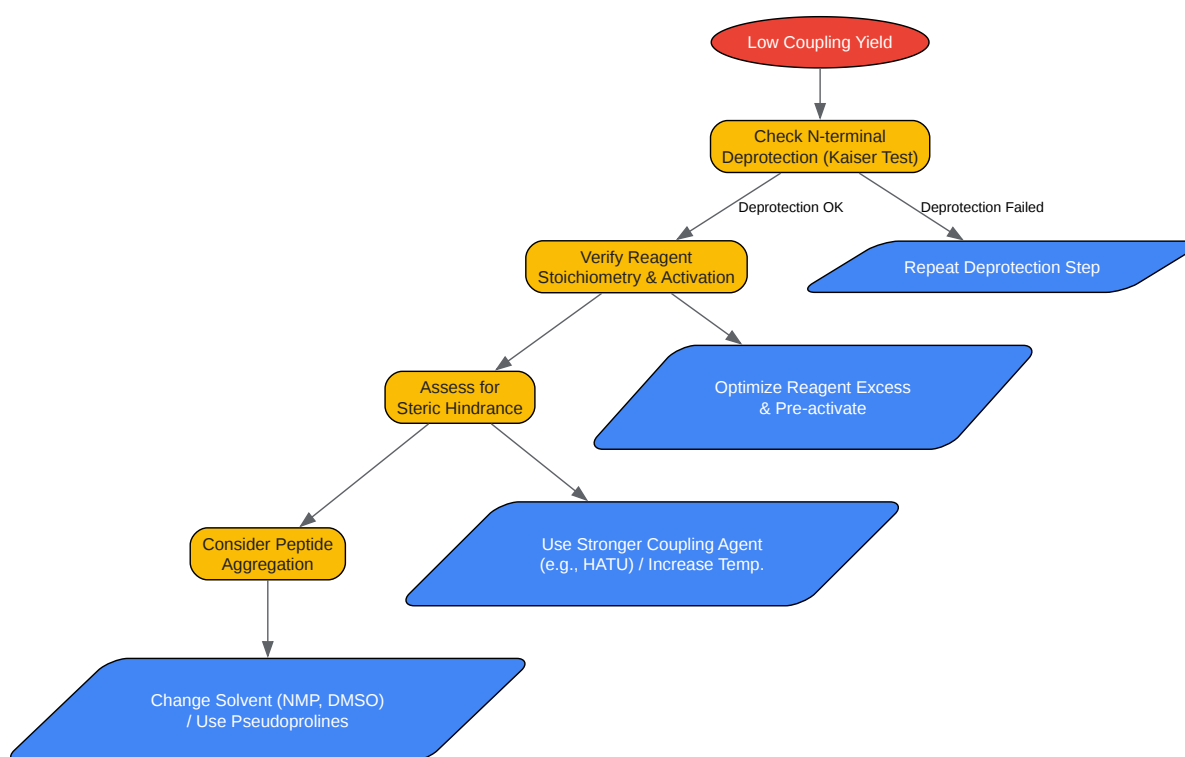 Low Coupling Yield
Check N-terminal
Deprotection (Kaiser Test)
Deprotection OK
Deprotection Failed
Verify Reagent
Stoichiometry & Activation
Repeat Deprotection Step
Assess for
Steric Hindrance
Optimize Reagent Excess
& Pre-activate
Consider Peptide
Aggregation
Use Stronger Coupling Agent
(e.g., HATU) / Increase Temp.
Change Solvent (NMP, DMSO)
/ Use Pseudoprolines